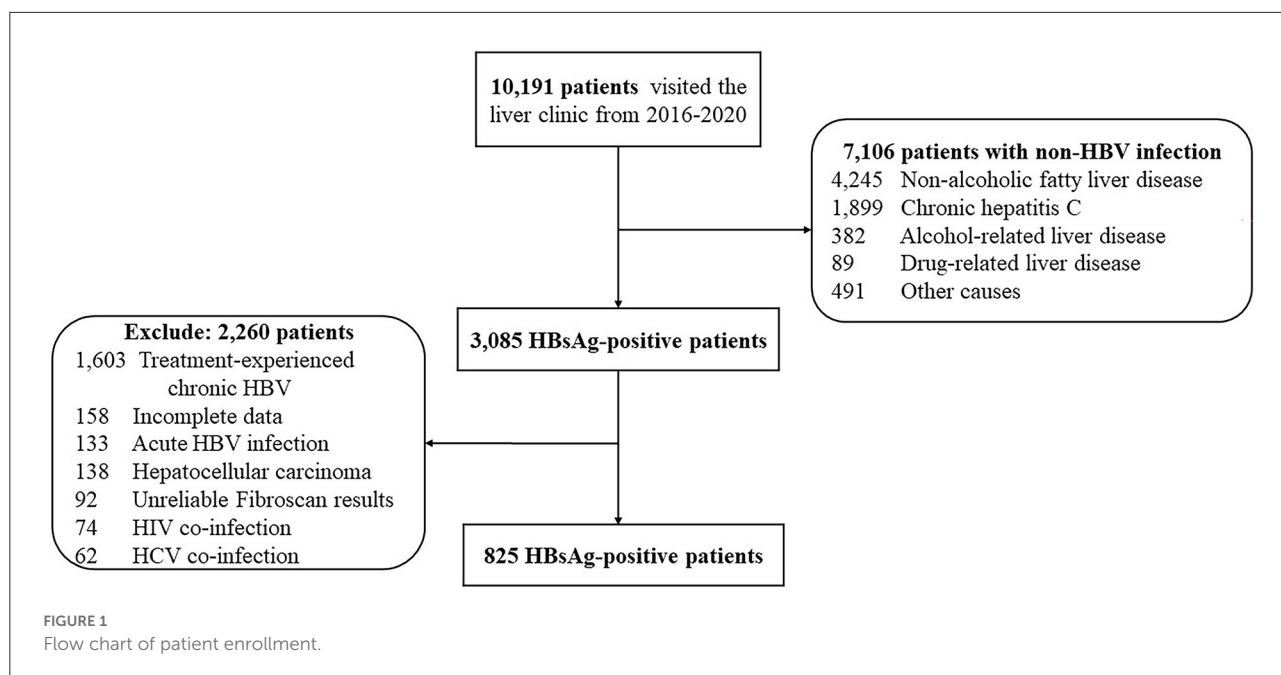 10,191 patients visited the
liver clinic from 2016-2020
7,106 patients with non-HBV infection
4,245 Non-alcoholic fatty liver disease
1,899 Chronic hepatitis C
382 Alcohol-related liver disease
89 Drug-related liver disease
491 Other causes
3,085 HBsAg-positive patients
Exclude: 2,260 patients
1,603 Treatment-experienced
chronic HBV
158 Incomplete data
133 Acute HBV infection
138 Hepatocellular carcinoma
92 Unreliable Fibroscan results
74 HIV co-infection
62 HCV co-infection
825 HBsAg-positive patients
FIGURE 1
Flow chart of patient enrollment.